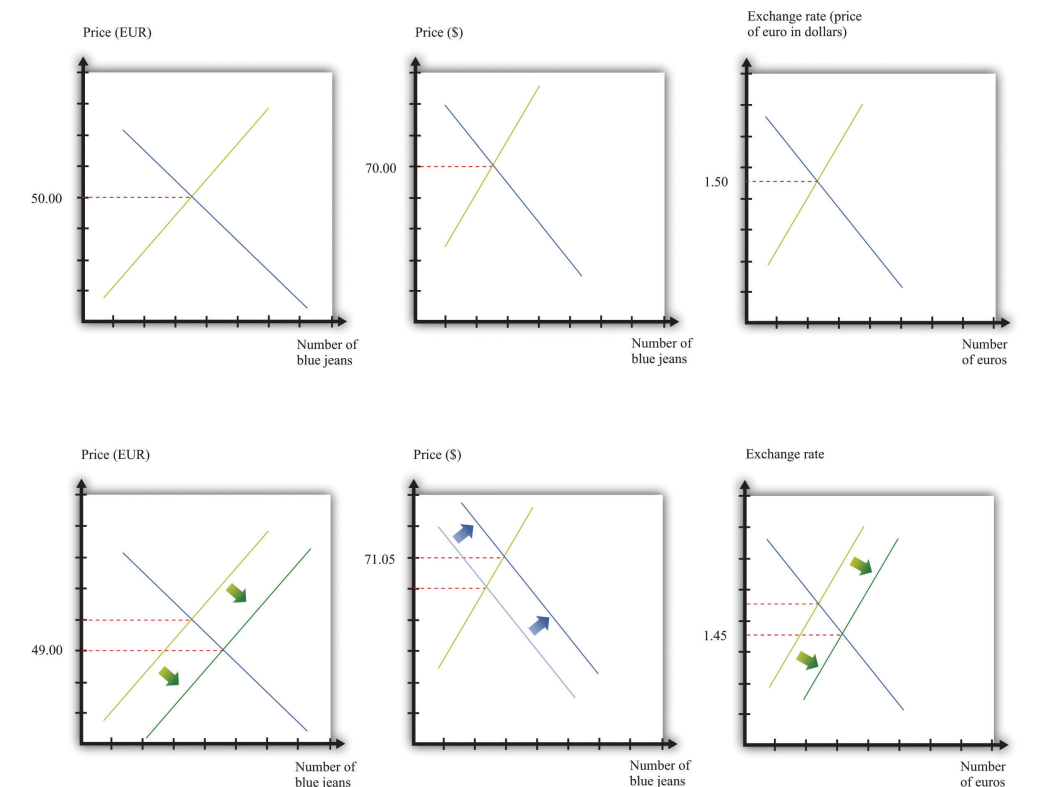 Price (EUR)
Price ($)
Exchange rate (price
of euro in dollars)
50.00
70.00
1.50
Number of
blue jeans
Number of
blue jeans
Number
of euros
Price (EUR)
Price ($)
Exchange rate
49.00
71.05
1.45
Number of
blue jeans
Number of
blue jeans
Number
of euros